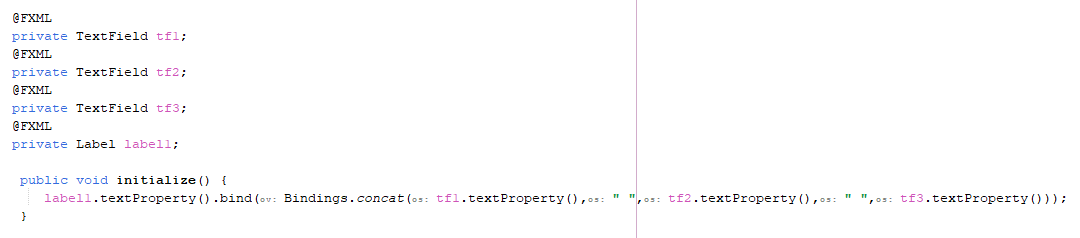 @FXML
private TextField tf1;
@FXML
private TextField tf2;
@FXML
private TextField tf3;
@FXML
private Label label1;
public void initialize() {
label1.textProperty().bind(ov: Bindings.concat(os: tf1.textProperty(),os: " ",os: tf2.textProperty(),os: " ",os: tf3.textProperty()));
}